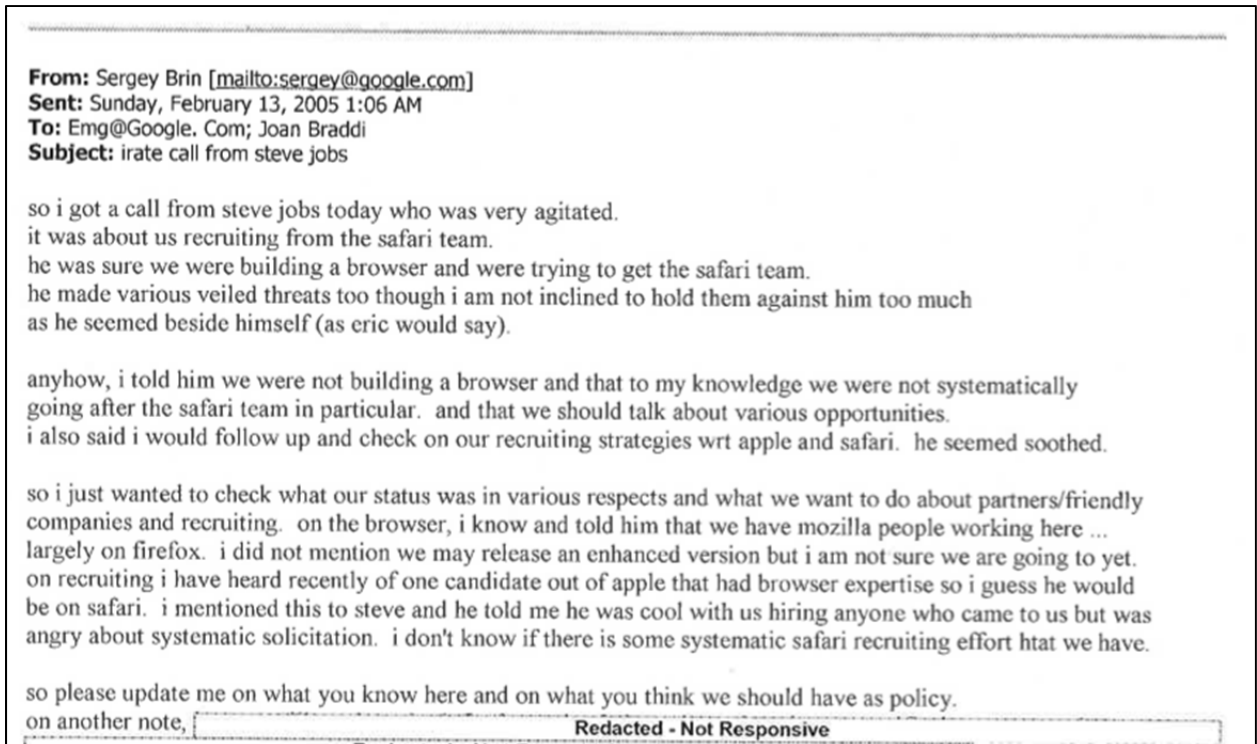 From: Sergey Brin [mailto:sergey@google.com]
Sent: Sunday, February 13, 2005 1:06 AM
To: Emg@Google. Com; Joan Braddi
Subject: irate call from steve jobs
so i got a call from steve jobs today who was very agitated.
it was about us recruiting from the safari team.
he was sure we were building a browser and were trying to get the safari team.
he made various veiled threats too though i am not inclined to hold them against him too much
as he seemed beside himself (as eric would say).
anyhow, i told him we were not building a browser and that to my knowledge we were not systematically
going after the safari team in particular. and that we should talk about various opportunities.
i also said i would follow up and check on our recruiting strategies wrt apple and safari. he seemed soothed.
so i just wanted to check what our status was in various respects and what we want to do about partners/friendly
companies and recruiting. on the browser, i know and told him that we have mozilla people working here ...
largely on firefox. i did not mention we may release an enhanced version but i am not sure we are going to yet.
on recruiting i have heard recently of one candidate out of apple that had browser expertise so i guess he would
be on safari. i mentioned this to steve and he told me he was cool with us hiring anyone who came to us but was
angry about systematic solicitation. i don't know if there is some systematic safari recruiting effort htat we have.
so please update me on what you know here and on what you think we should have as policy.
on another note, Redacted - Not Responsive